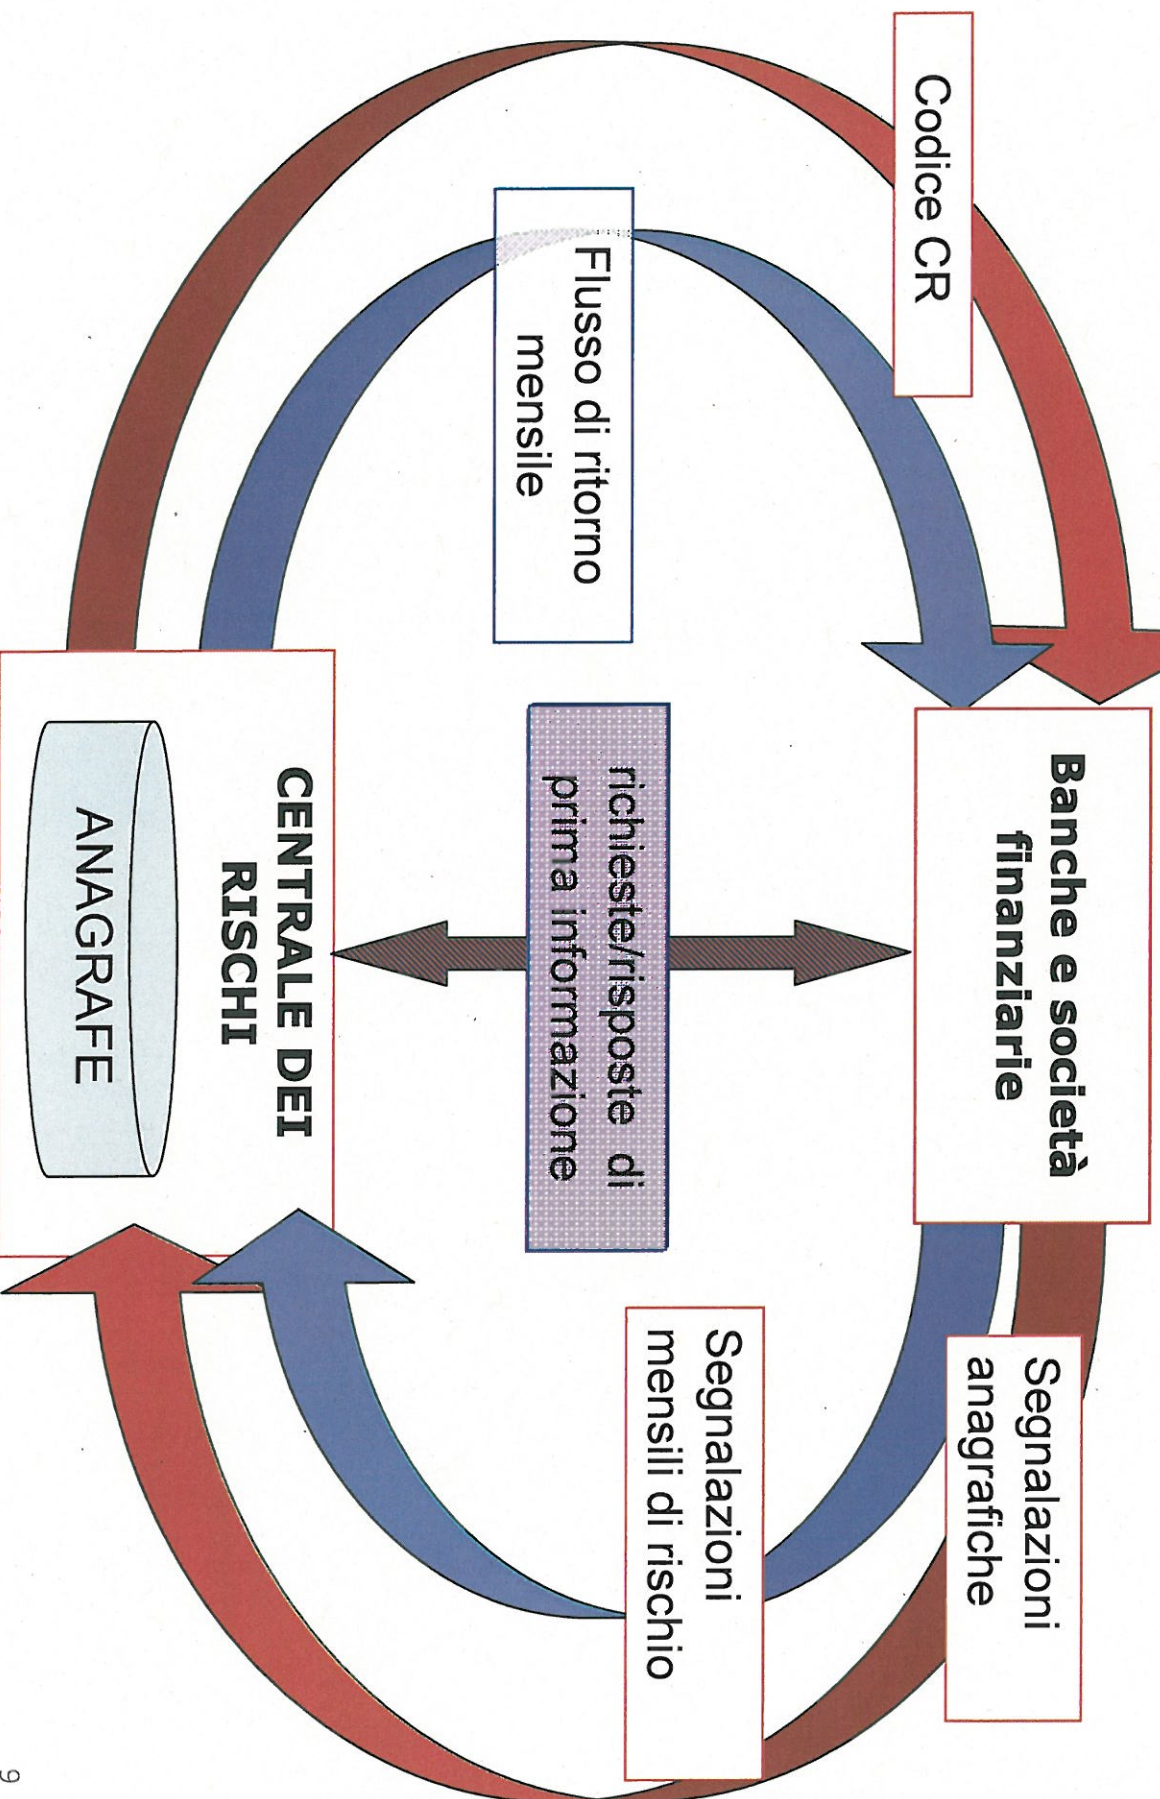 Banche e società
finanziarie
Codice CR
Segnalazioni
anagrafiche
Flusso di ritorno
mensile
richieste/risposte di
prima informazione
Segnalazioni
mensili di rischio
CENTRALE DEI
RISCHI
ANAGRAFE
9